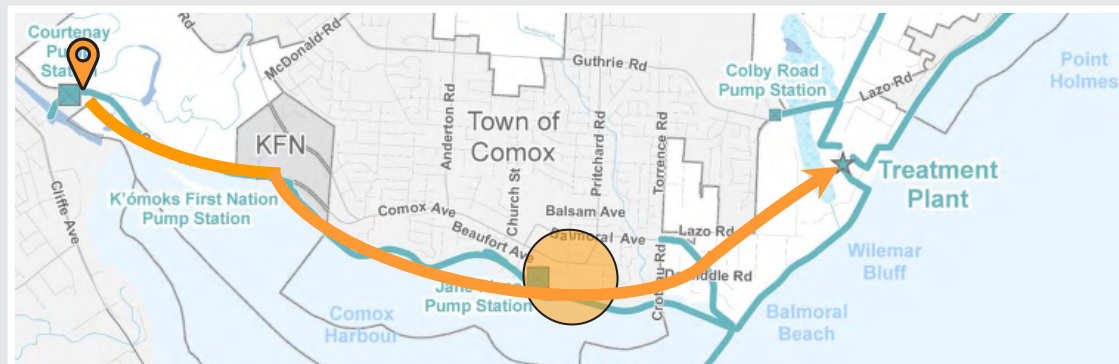 Courtenay
Pump
Station
McDonald-Rd
KFN
K'ómoks First Nation
Pump Station
Cliffe-Ave
Anderton Rd
Town of
Comox
Church St
Comox Ave
Beaufort Ave
Pump Station
Comox
Harbour
Guthrie Rd
Pritchard Rd
Torrence Rd
Balsam Ave
Balmoral Ave
Lazo Rd
Colby Road
Pump Station
Lazo-Rd
Point
Holmes
Treatment
Plant
Wilemar
Bluff
Balmoral
Beach